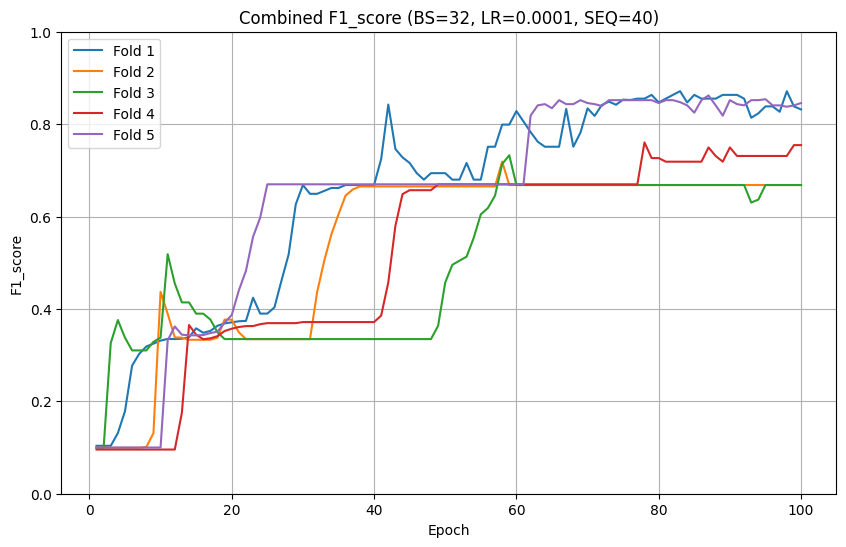 Combined F1_score (BS=32, LR=0.0001, SEQ=40)
Fold 1
Fold 2
Fold 3
Fold 4
Fold 5
F1_score
1.0
0.8
0.6
0.4
0.2
0.0
0
20
40
60
80
100
Epoch